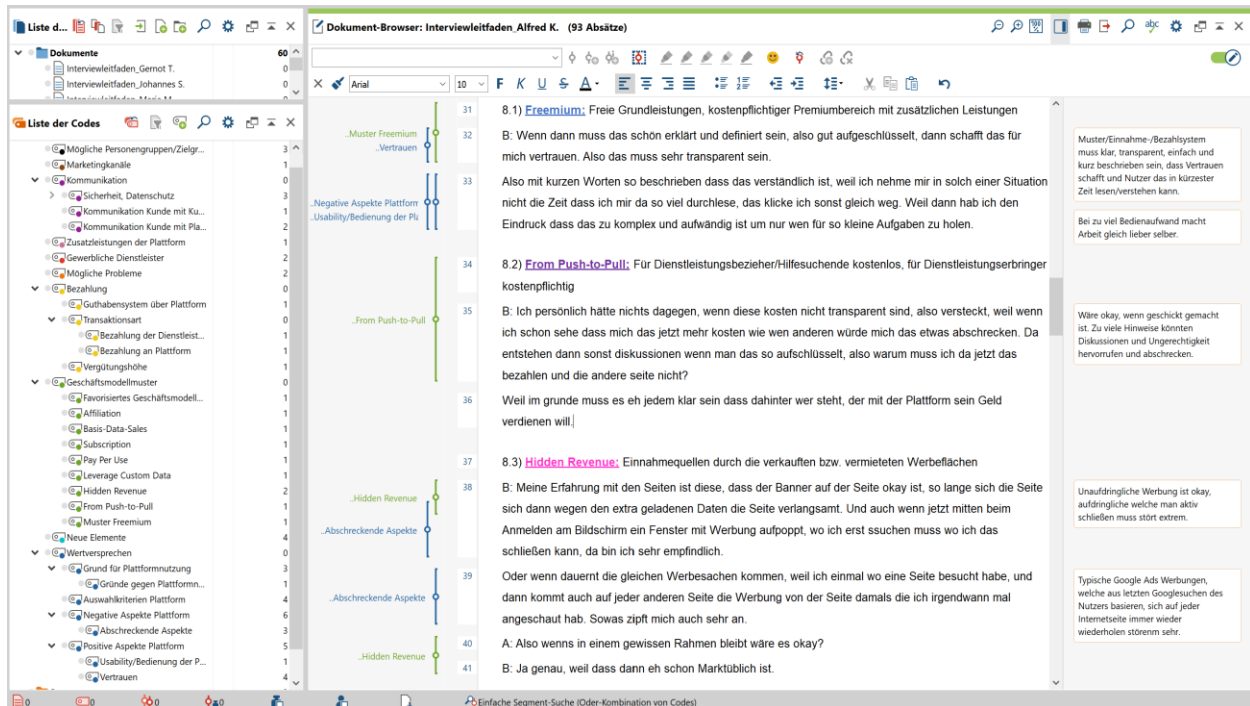 Liste d...
Dokumente 60
Interviewleitfaden_Gernot T. 0
Interviewleitfaden_Johannes S. 0
Liste der Codes
Mögliche Personengruppen/Zielgr... 3
Marketingkanäle 1
Kommunikation 0
Sicherheit, Datenschutz 3
Kommunikation Kunde mit Ku... 1
Kommunikation Kunde mit Pla... 2
Zusatzleistungen der Plattform 1
Gewerbliche Dienstleister 2
Mögliche Probleme 2
Bezahlung 0
Guthabensystem über Plattform 1
Transaktionsart 0
Bezahlung der Dienstleist... 1
Bezahlung an Plattform 1
Vergütungshöhe 1
Geschäftsmodellmuster 0
Favorisiertes Geschäftsmodell... 1
Affiliation 1
Basis-Data-Sales 1
Subscription 1
Pay Per Use 1
Leverage Custom Data 1
Hidden Revenue 2
From Push-to-Pull 1
Muster Freemium 1
Neue Elemente 4
Wertversprechen 0
Grund für Plattformnutzung 3
Gründe gegen Plattformn... 1
Auswahlkriterien Plattform 4
Negative Aspekte Plattform 6
Abschreckende Aspekte 3
Positive Aspekte Plattform 5
Usability/Bedienung der P... 1
Vertrauen 4
Dokument-Browser: Interviewleitfaden_Alfred K. (93 Absätze)
Arial 10 F K U S A
31 8.1) Freemium: Freie Grundleistungen, kostenpflichtiger Premiumbereich mit zusätzlichen Leistungen
..Muster Freemium
..Vertrauen
32 B: Wenn dann muss das schön erklärt und definiert sein, also gut aufgeschlüsselt, dann schafft das für
mich vertrauen. Also das muss sehr transparent sein.
Muster/Einnahme-/Bezahlsystem
muss klar, transparent, einfach und
kurz beschrieben sein, dass Vertrauen
schafft und Nutzer das in kürzester
Zeit lesen/verstehen kann.
..Negative Aspekte Plattform
..Usability/Bedienung der Pla
33 Also mit kurzen Worten so beschrieben dass das verständlich ist, weil ich nehme mir in solch einer Situation
nicht die Zeit dass ich mir da so viel durchlese, das klicke ich sonst gleich weg. Weil dann hab ich den
Eindruck dass das zu komplex und aufwändig ist um nur wen für so kleine Aufgaben zu holen.
Bei zu viel Bedienaufwand macht
Arbeit gleich lieber selber.
34 8.2) From Push-to-Pull: Für Dienstleistungsbezieher/Hilfesuchende kostenlos, für Dienstleistungserbringer
kostenpflichtig
..From Push-to-Pull
35 B: Ich persönlich hätte nichts dagegen, wenn diese kosten nicht transparent sind, also versteckt, weil wenn
ich schon sehe dass mich das jetzt mehr kosten wie wen anderen würde mich das etwas abschrecken. Da
entstehen dann sonst diskussionen wenn man das so aufschlüsselt, also warum muss ich da jetzt das
bezahlen und die andere seite nicht?
Wäre okay, wenn geschickt gemacht
ist. Zu viele Hinweise könnten
Diskussionen und Ungerechtigkeit
hervorrufen und abschrecken.
36 Weil im grunde muss es eh jedem klar sein dass dahinter wer steht, der mit der Plattform sein Geld
verdienen will.
37 8.3) Hidden Revenue: Einnahmequellen durch die verkauften bzw. vermieteten Werbeflächen
..Hidden Revenue
..Abschreckende Aspekte
38 B: Meine Erfahrung mit den Seiten ist diese, dass der Banner auf der Seite okay ist, so lange sich die Seite
sich dann wegen den extra geladenen Daten die Seite verlangsamt. Und auch wenn jetzt mitten beim
Anmelden am Bildschirm ein Fenster mit Werbung aufpoppt, wo ich erst ssuchen muss wo ich das
schließen kann, da bin ich sehr empfindlich.
Unaufdringliche Werbung ist okay,
aufdringliche welche man aktiv
schließen muss stört extrem.
..Abschreckende Aspekte
39 Oder wenn dauernt die gleichen Werbesachen kommen, weil ich einmal wo eine Seite besucht habe, und
dann kommt auch auf jeder anderen Seite die Werbung von der Seite damals die ich irgendwann mal
angeschaut hab. Sowas zipft mich auch sehr an.
Typische Google Ads Werbungen,
welche aus letzten Googlesuchen des
Nutzers basieren, sich auf jeder
Internetseite immer wieder
wiederholen störenm sehr.
..Hidden Revenue
40 A: Also wenns in einem gewissen Rahmen bleibt wäre es okay?
41 B: Ja genau, weil dass dann eh schon Marktüblich ist.
0 0 0 0 Einfache Segment-Suche (Oder-Kombination von Codes)